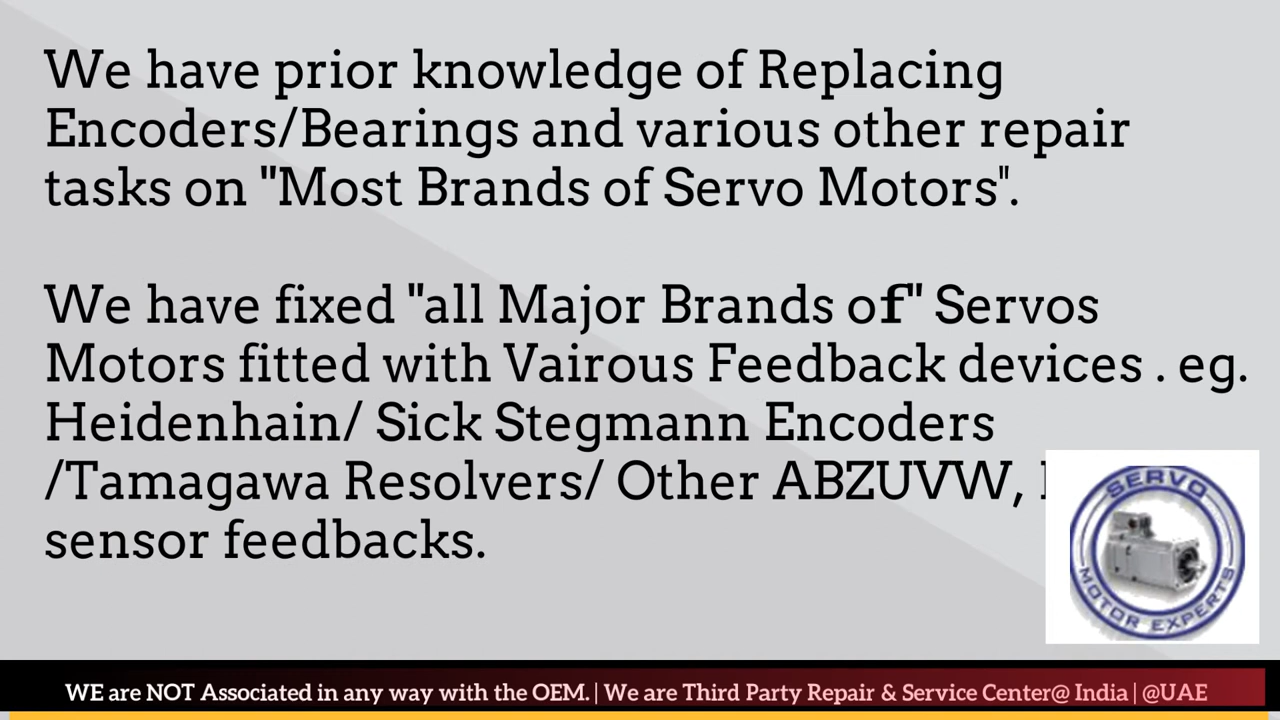 We have prior knowledge of Replacing
Encoders/Bearings and various other repair
tasks on "Most Brands of Servo Motors".
We have fixed "all Major Brands of" Servos
Motors fitted with Vairous Feedback devices . eg.
Heidenhain/ Sick Stegmann Encoders
/Tamagawa Resolvers/ Other ABZUVW,
sensor feedbacks.
SERVO
MOTOR EXPERTS
WE are NOT Associated in any way with the OEM. | We are Third Party Repair & Service Center@ India | @UAE